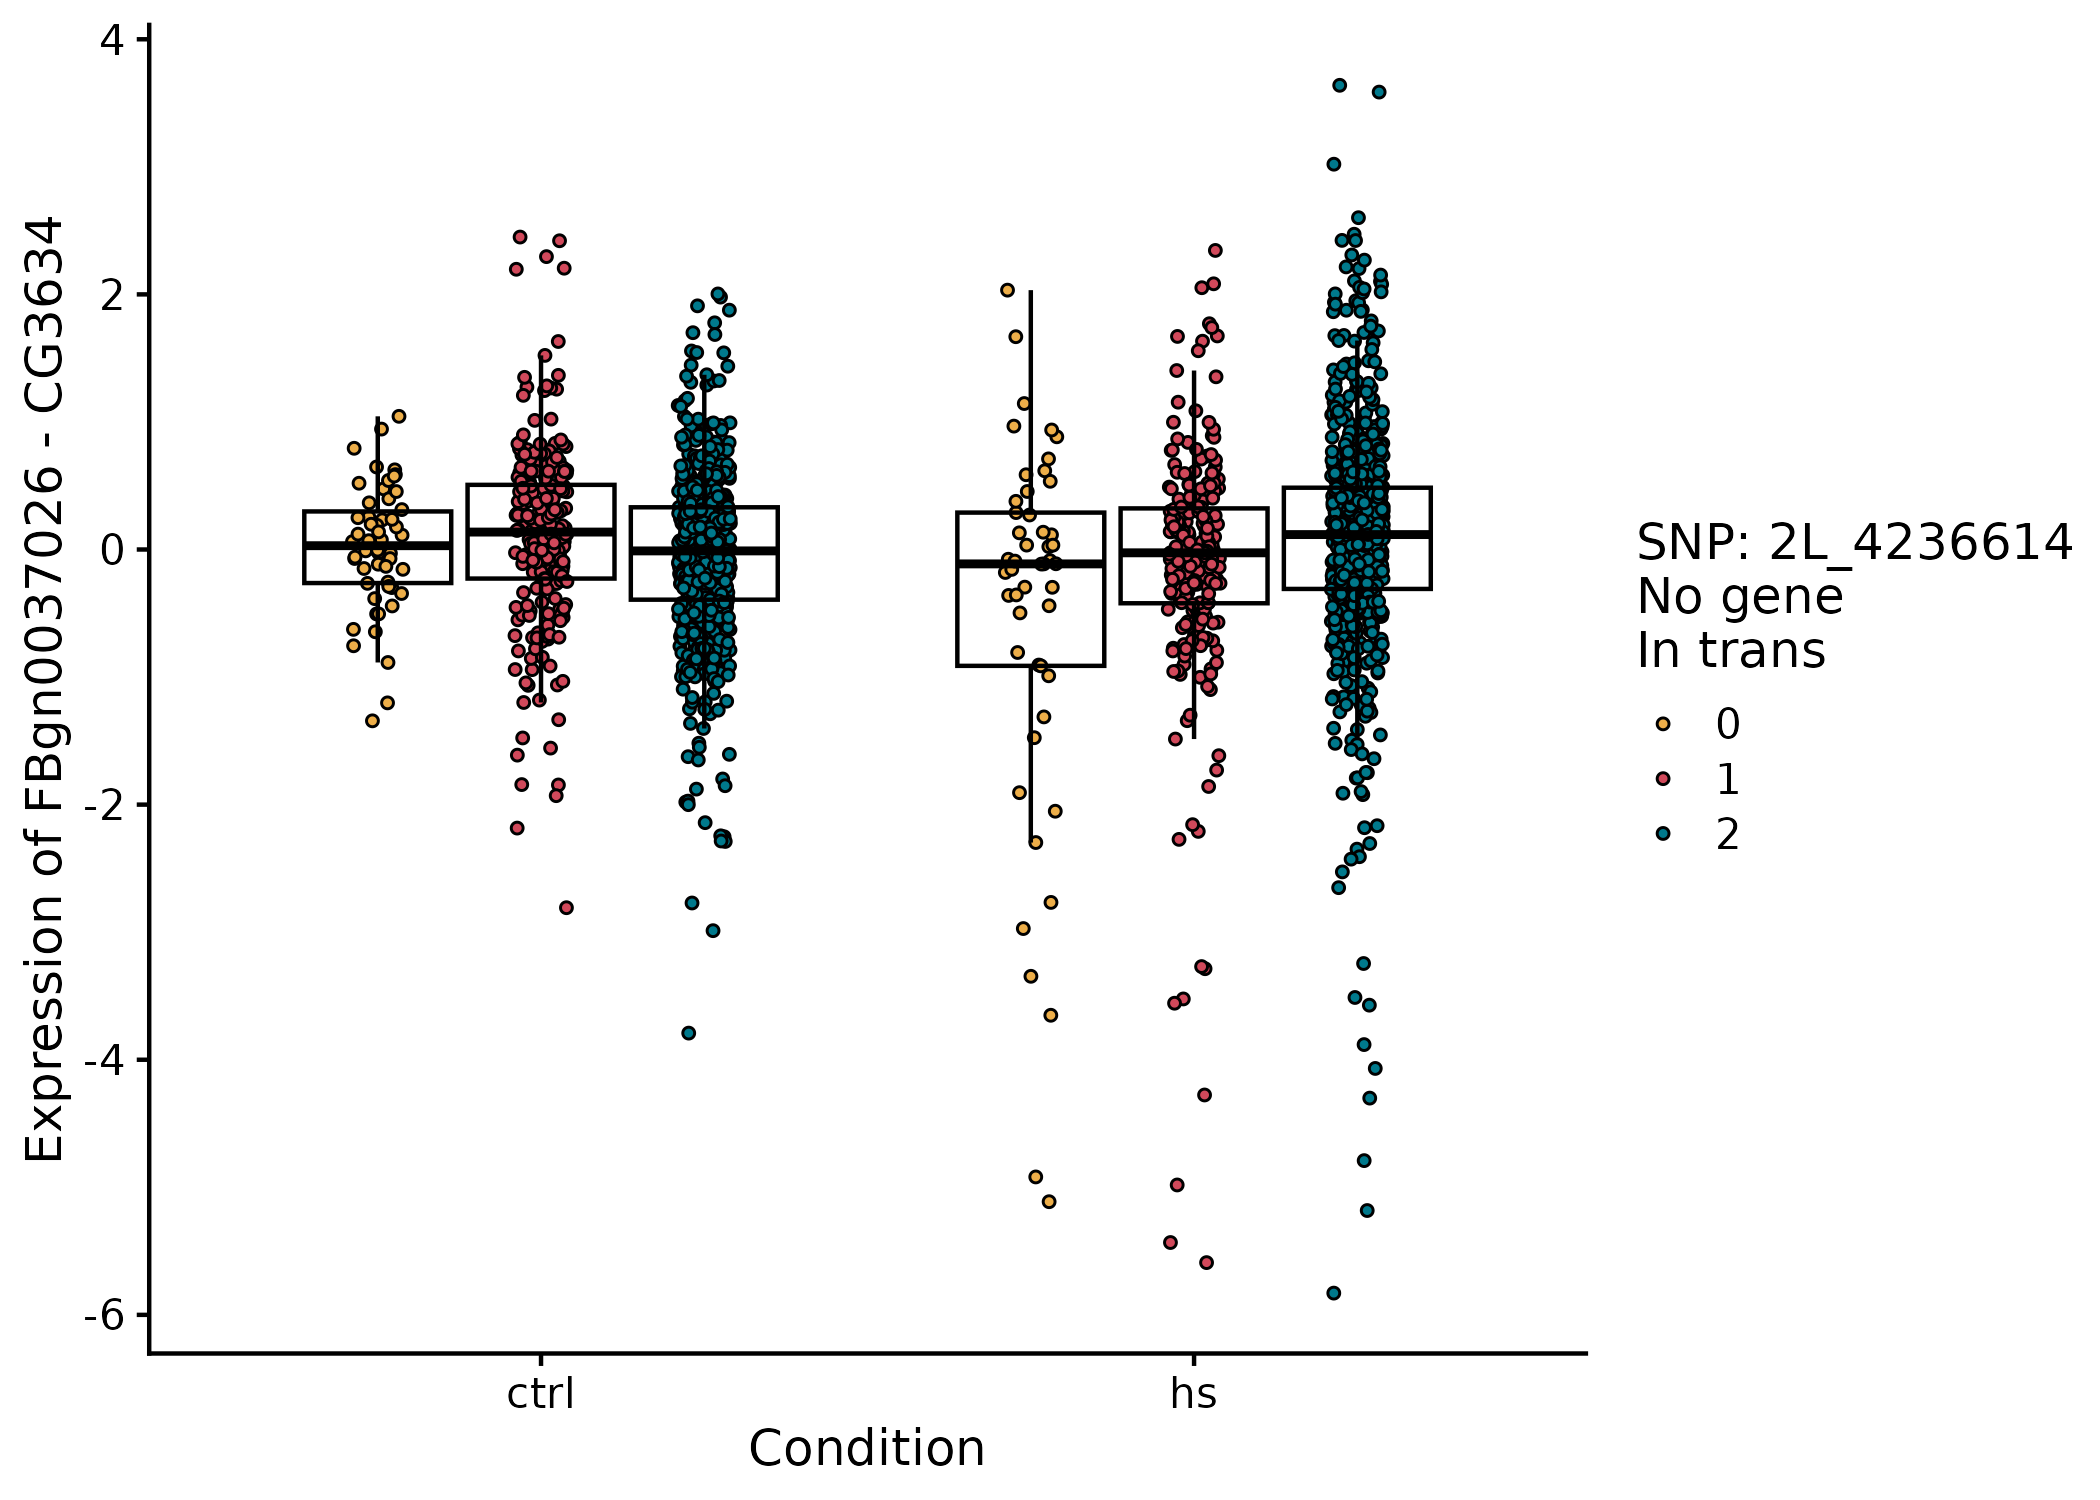 Expression of FBgn0037026 - CG3634
4
2
0
-2
-4
-6
ctrl
hs
Condition
SNP: 2L_4236614
No gene
In trans
0
1
2